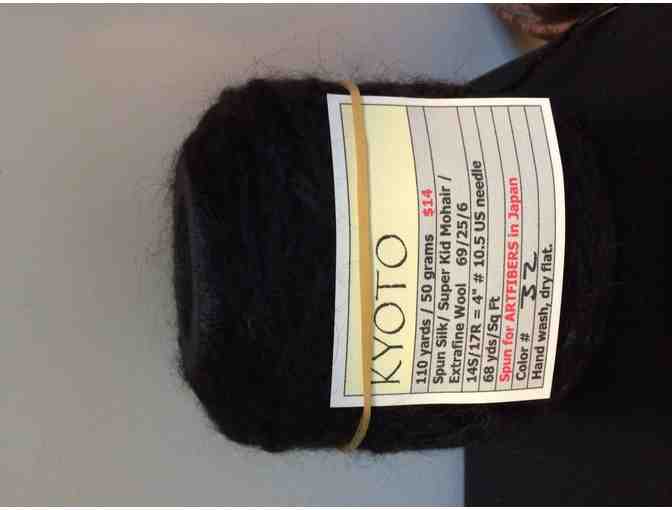 KYOTO
110 yards / 50 grams $14
Spun Silk/ Super Kid Mohair /
Extrafine Wool 69/25/6
14S/17R = 4" # 10.5 US needle
68 yds/Sq Ft
Spun for ARTFIBERS in Japan
Color # 32
Hand wash, dry flat.